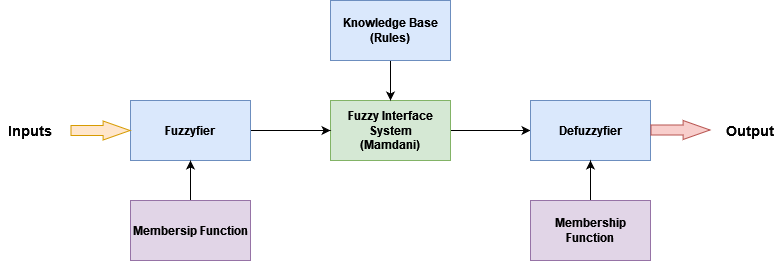 Knowledge Base
(Rules)
Inputs
Fuzzyfier
Fuzzy Interface
System
(Mamdani)
Defuzzyfier
Output
Membersip Function
Membership
Function